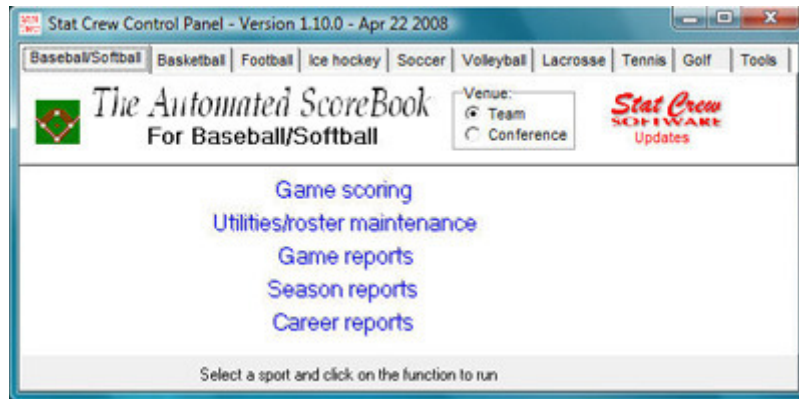 Stat Crew Control Panel - Version 1.10.0 - Apr 22 2008
Baseball/Softball Basketball Football Ice hockey Soccer Volleyball Lacrosse Tennis Golf Tools
The Automated ScoreBook
For Baseball/Softball
Venue:
Team
Conference
Stat Crew
SOFTWARE
Updates
Game scoring
Utilities/roster maintenance
Game reports
Season reports
Career reports
Select a sport and click on the function to run